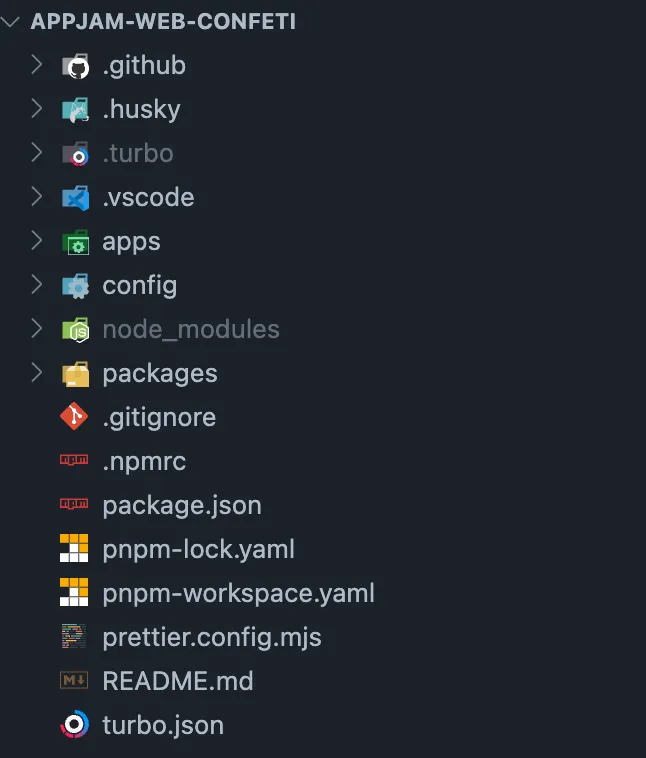 APPJAM-WEB-CONFETI
.github
.husky
.turbo
.vscode
apps
config
node_modules
packages
.gitignore
.npmrc
package.json
pnpm-lock.yaml
pnpm-workspace.yaml
prettier.config.mjs
README.md
turbo.json